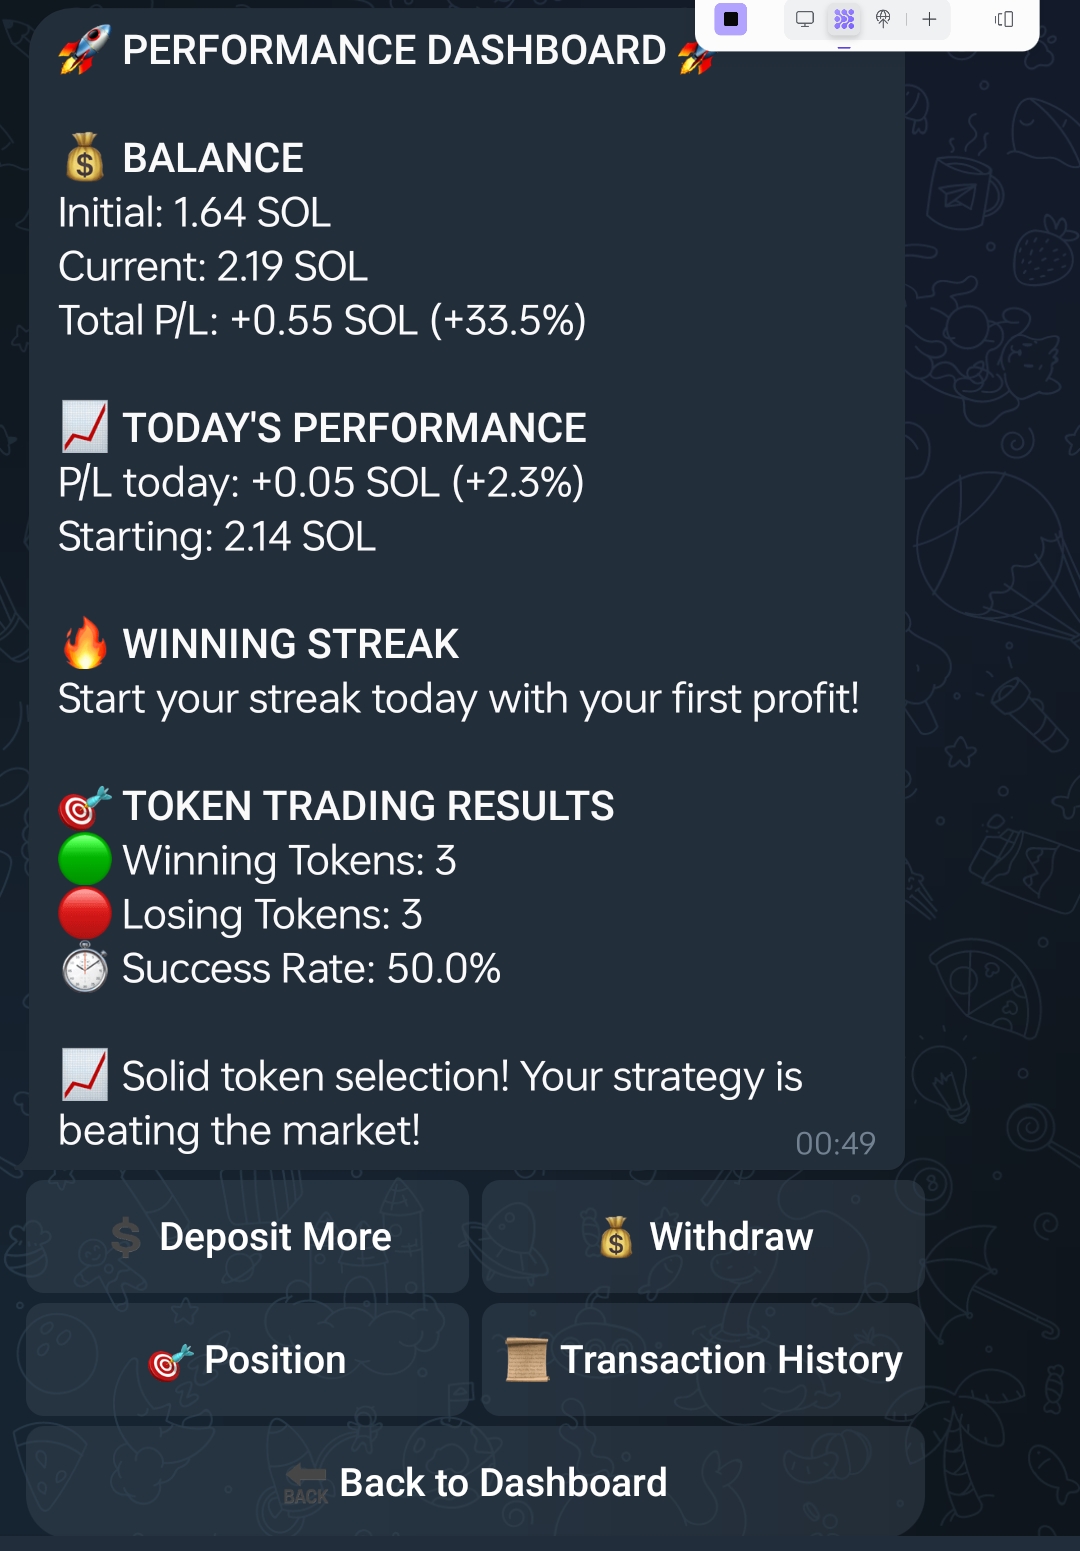 🚀 PERFORMANCE DASHBOARD 🚀
💰 BALANCE
Initial: 1.64 SOL
Current: 2.19 SOL
Total P/L: +0.55 SOL (+33.5%)
📈 TODAY'S PERFORMANCE
P/L today: +0.05 SOL (+2.3%)
Starting: 2.14 SOL
🔥 WINNING STREAK
Start your streak today with your first profit!
🎯 TOKEN TRADING RESULTS
🟢 Winning Tokens: 3
🔴 Losing Tokens: 3
⏱ Success Rate: 50.0%
📈 Solid token selection! Your strategy is
beating the market!
00:49
💲 Deposit More
💰 Withdraw
🎯 Position
📜 Transaction History
🔙 Back to Dashboard